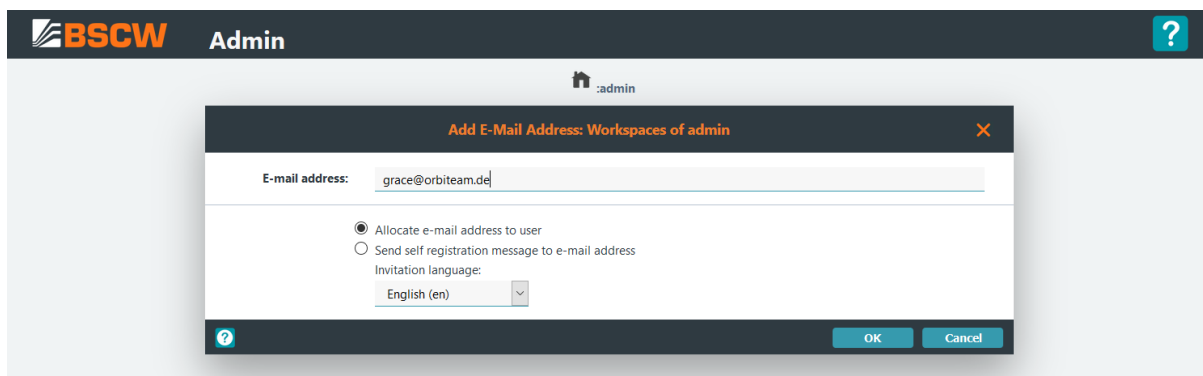 BSCW Admin ?
:admin
Add E-Mail Address: Workspaces of admin
E-mail address: grace@orbiteam.de
Allocate e-mail address to user
Send self registration message to e-mail address
Invitation language:
English (en)
? OK Cancel